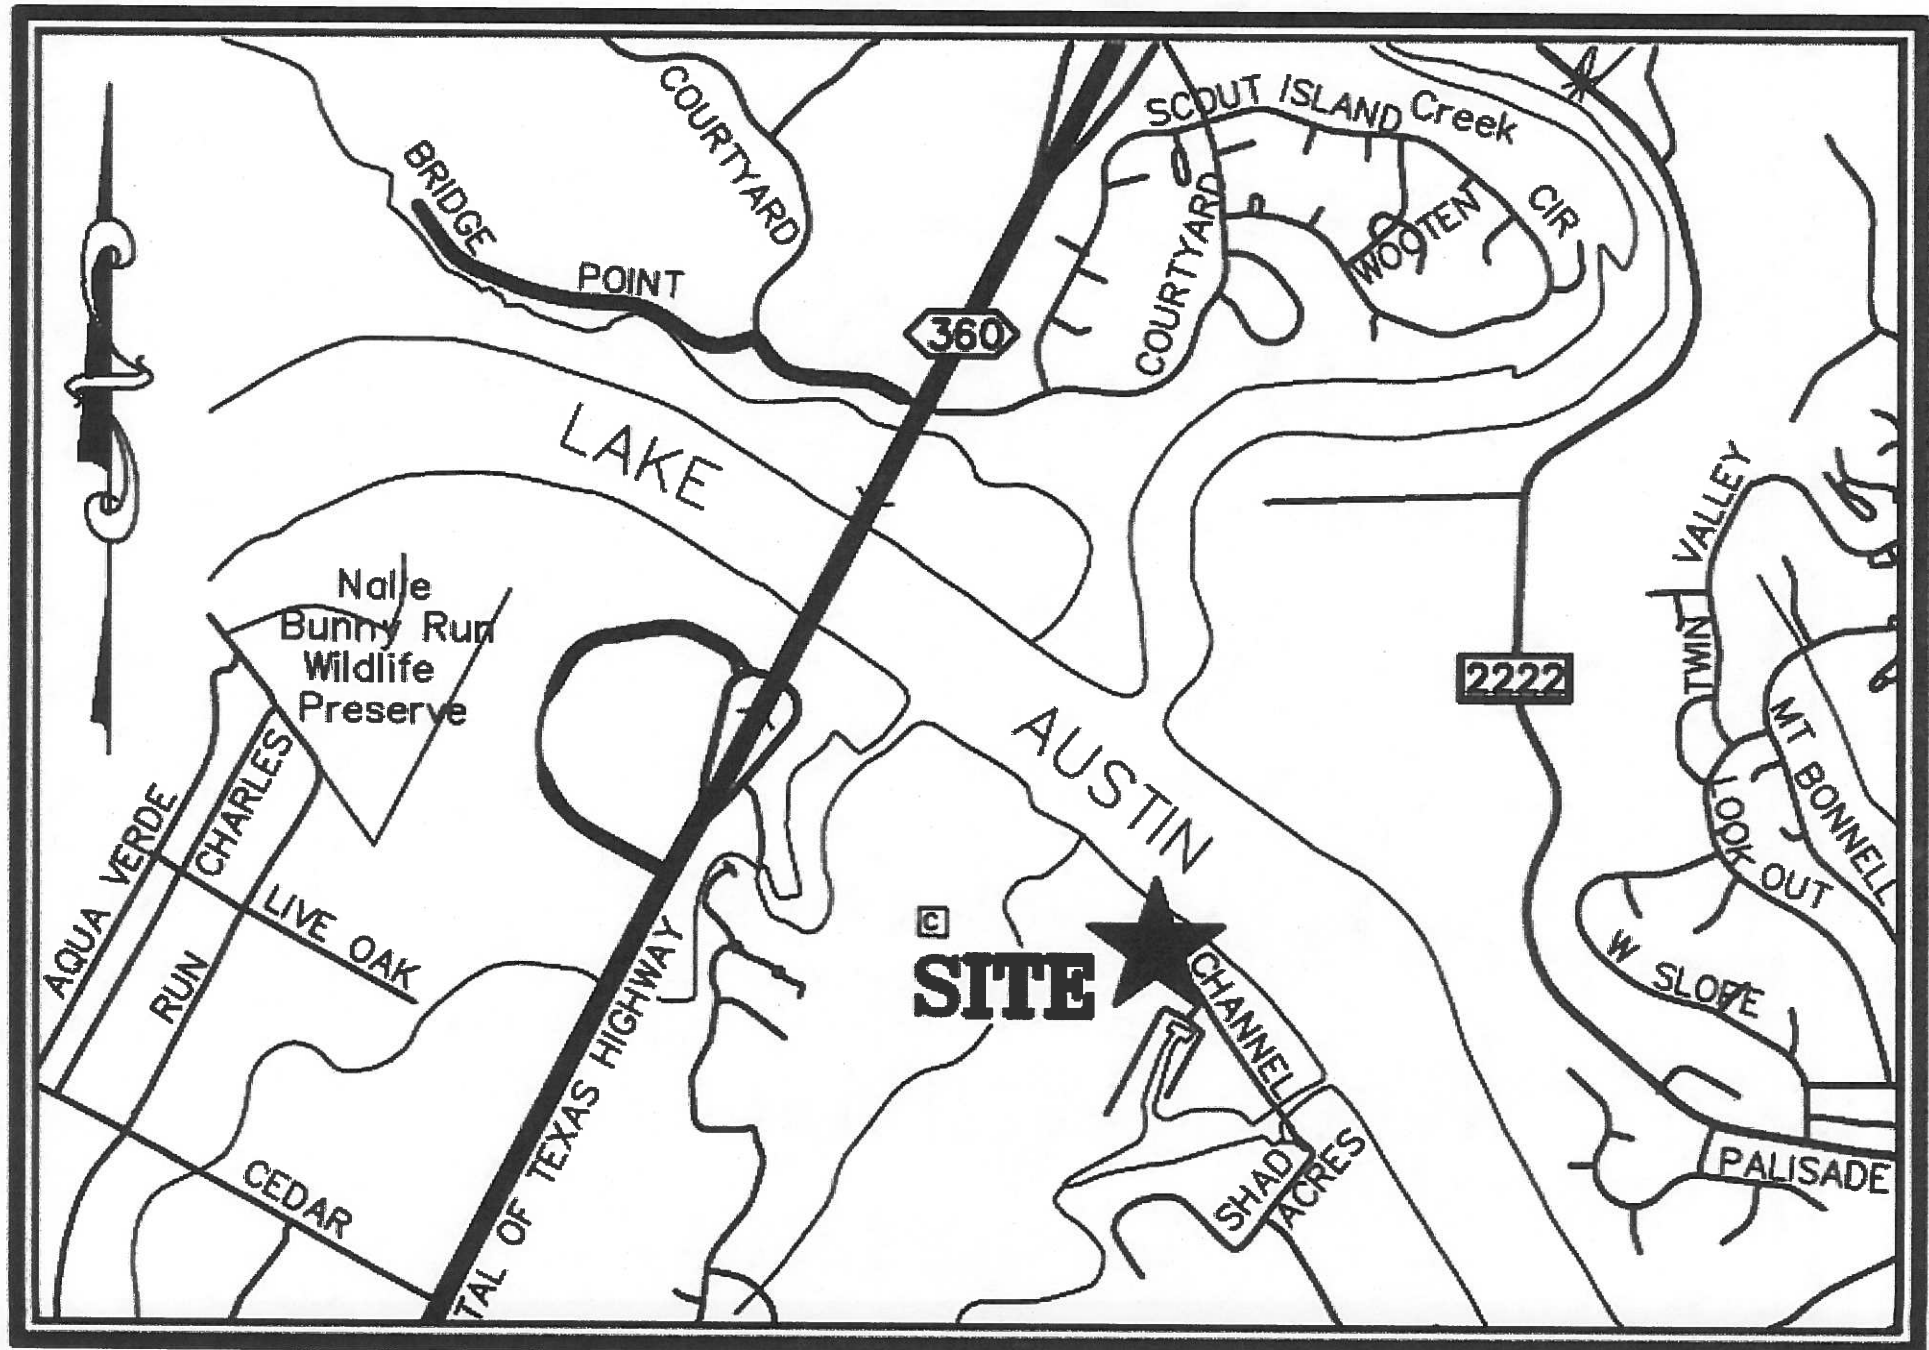 COURTYARD
SCOUT ISLAND
Creek
CIR
BRIDGE
POINT
COURTYARD
WOOTEN
360
LAKE
AUSTIN
VALLEY
TWIN
2222
MT BONNELL
LOOK OUT
W SLOPE
PALISADE
Nalle
Bunny Run
Wildlife
Preserve
AQUA VERDE
CHARLES
RUN
LIVE OAK
CEDAR
TAL OF TEXAS HIGHWAY
C
SITE
CHANNEL
SHAD
ACRES